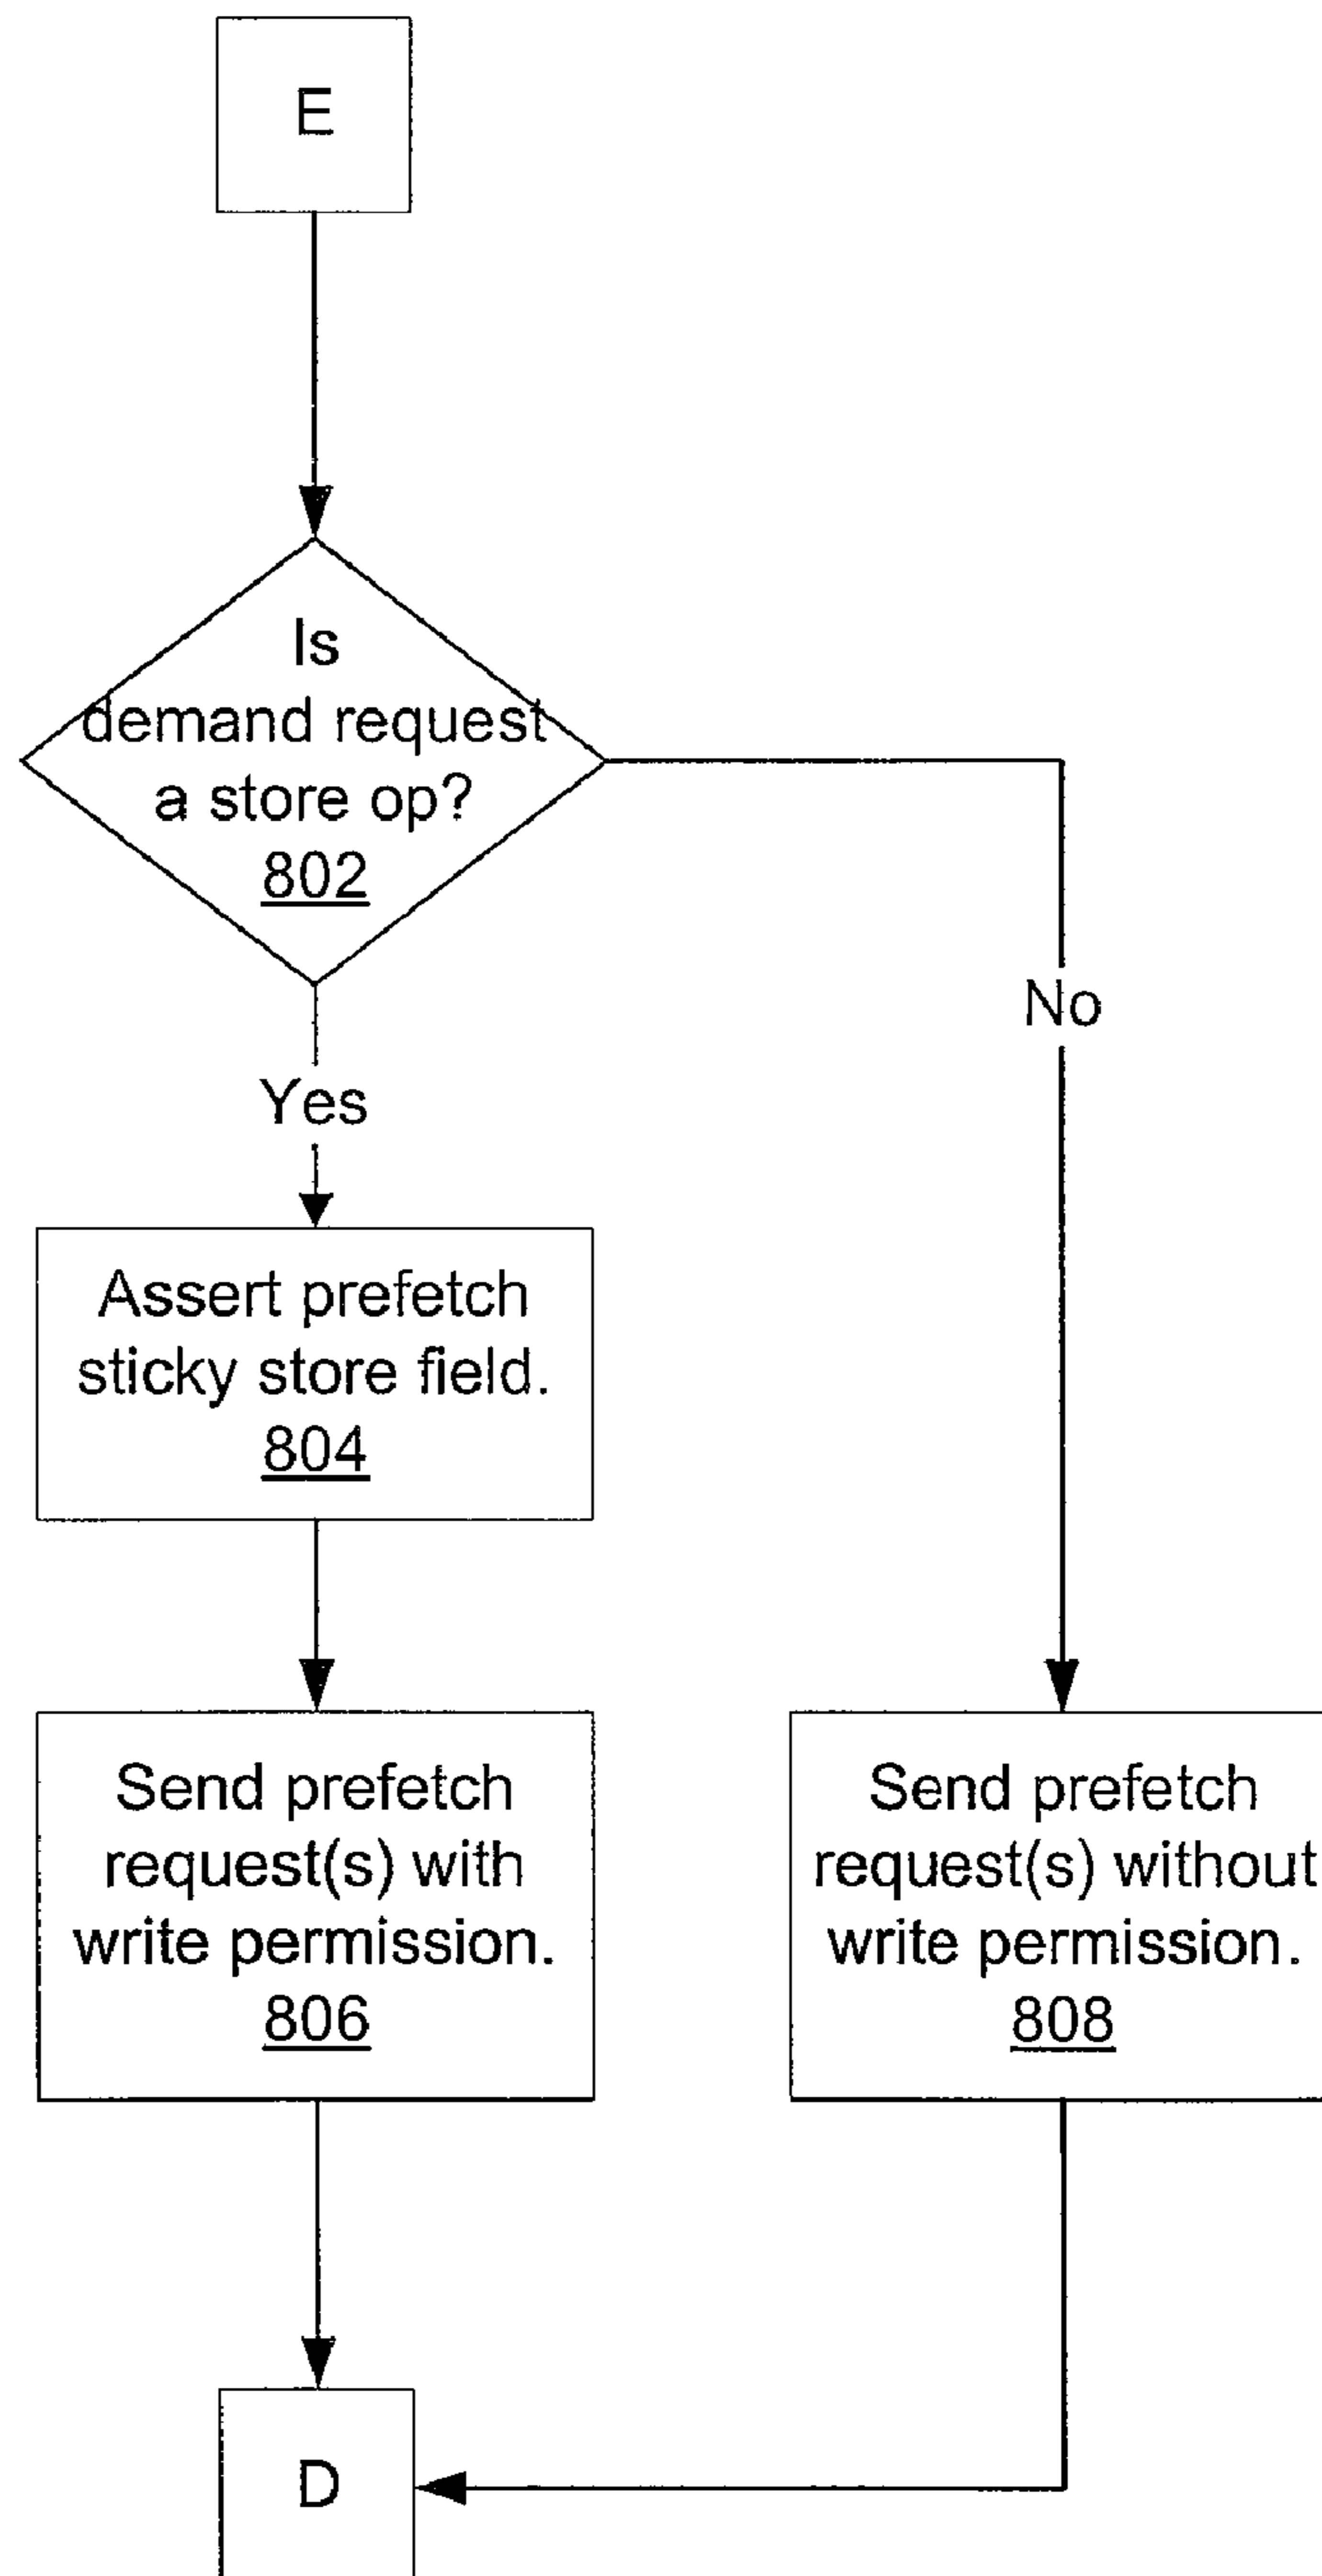 E
Is
demand request
a store op?
802
Yes
No
Assert prefetch
sticky store field.
804
Send prefetch
request(s) with
write permission.
806
Send prefetch
request(s) without
write permission.
808
D